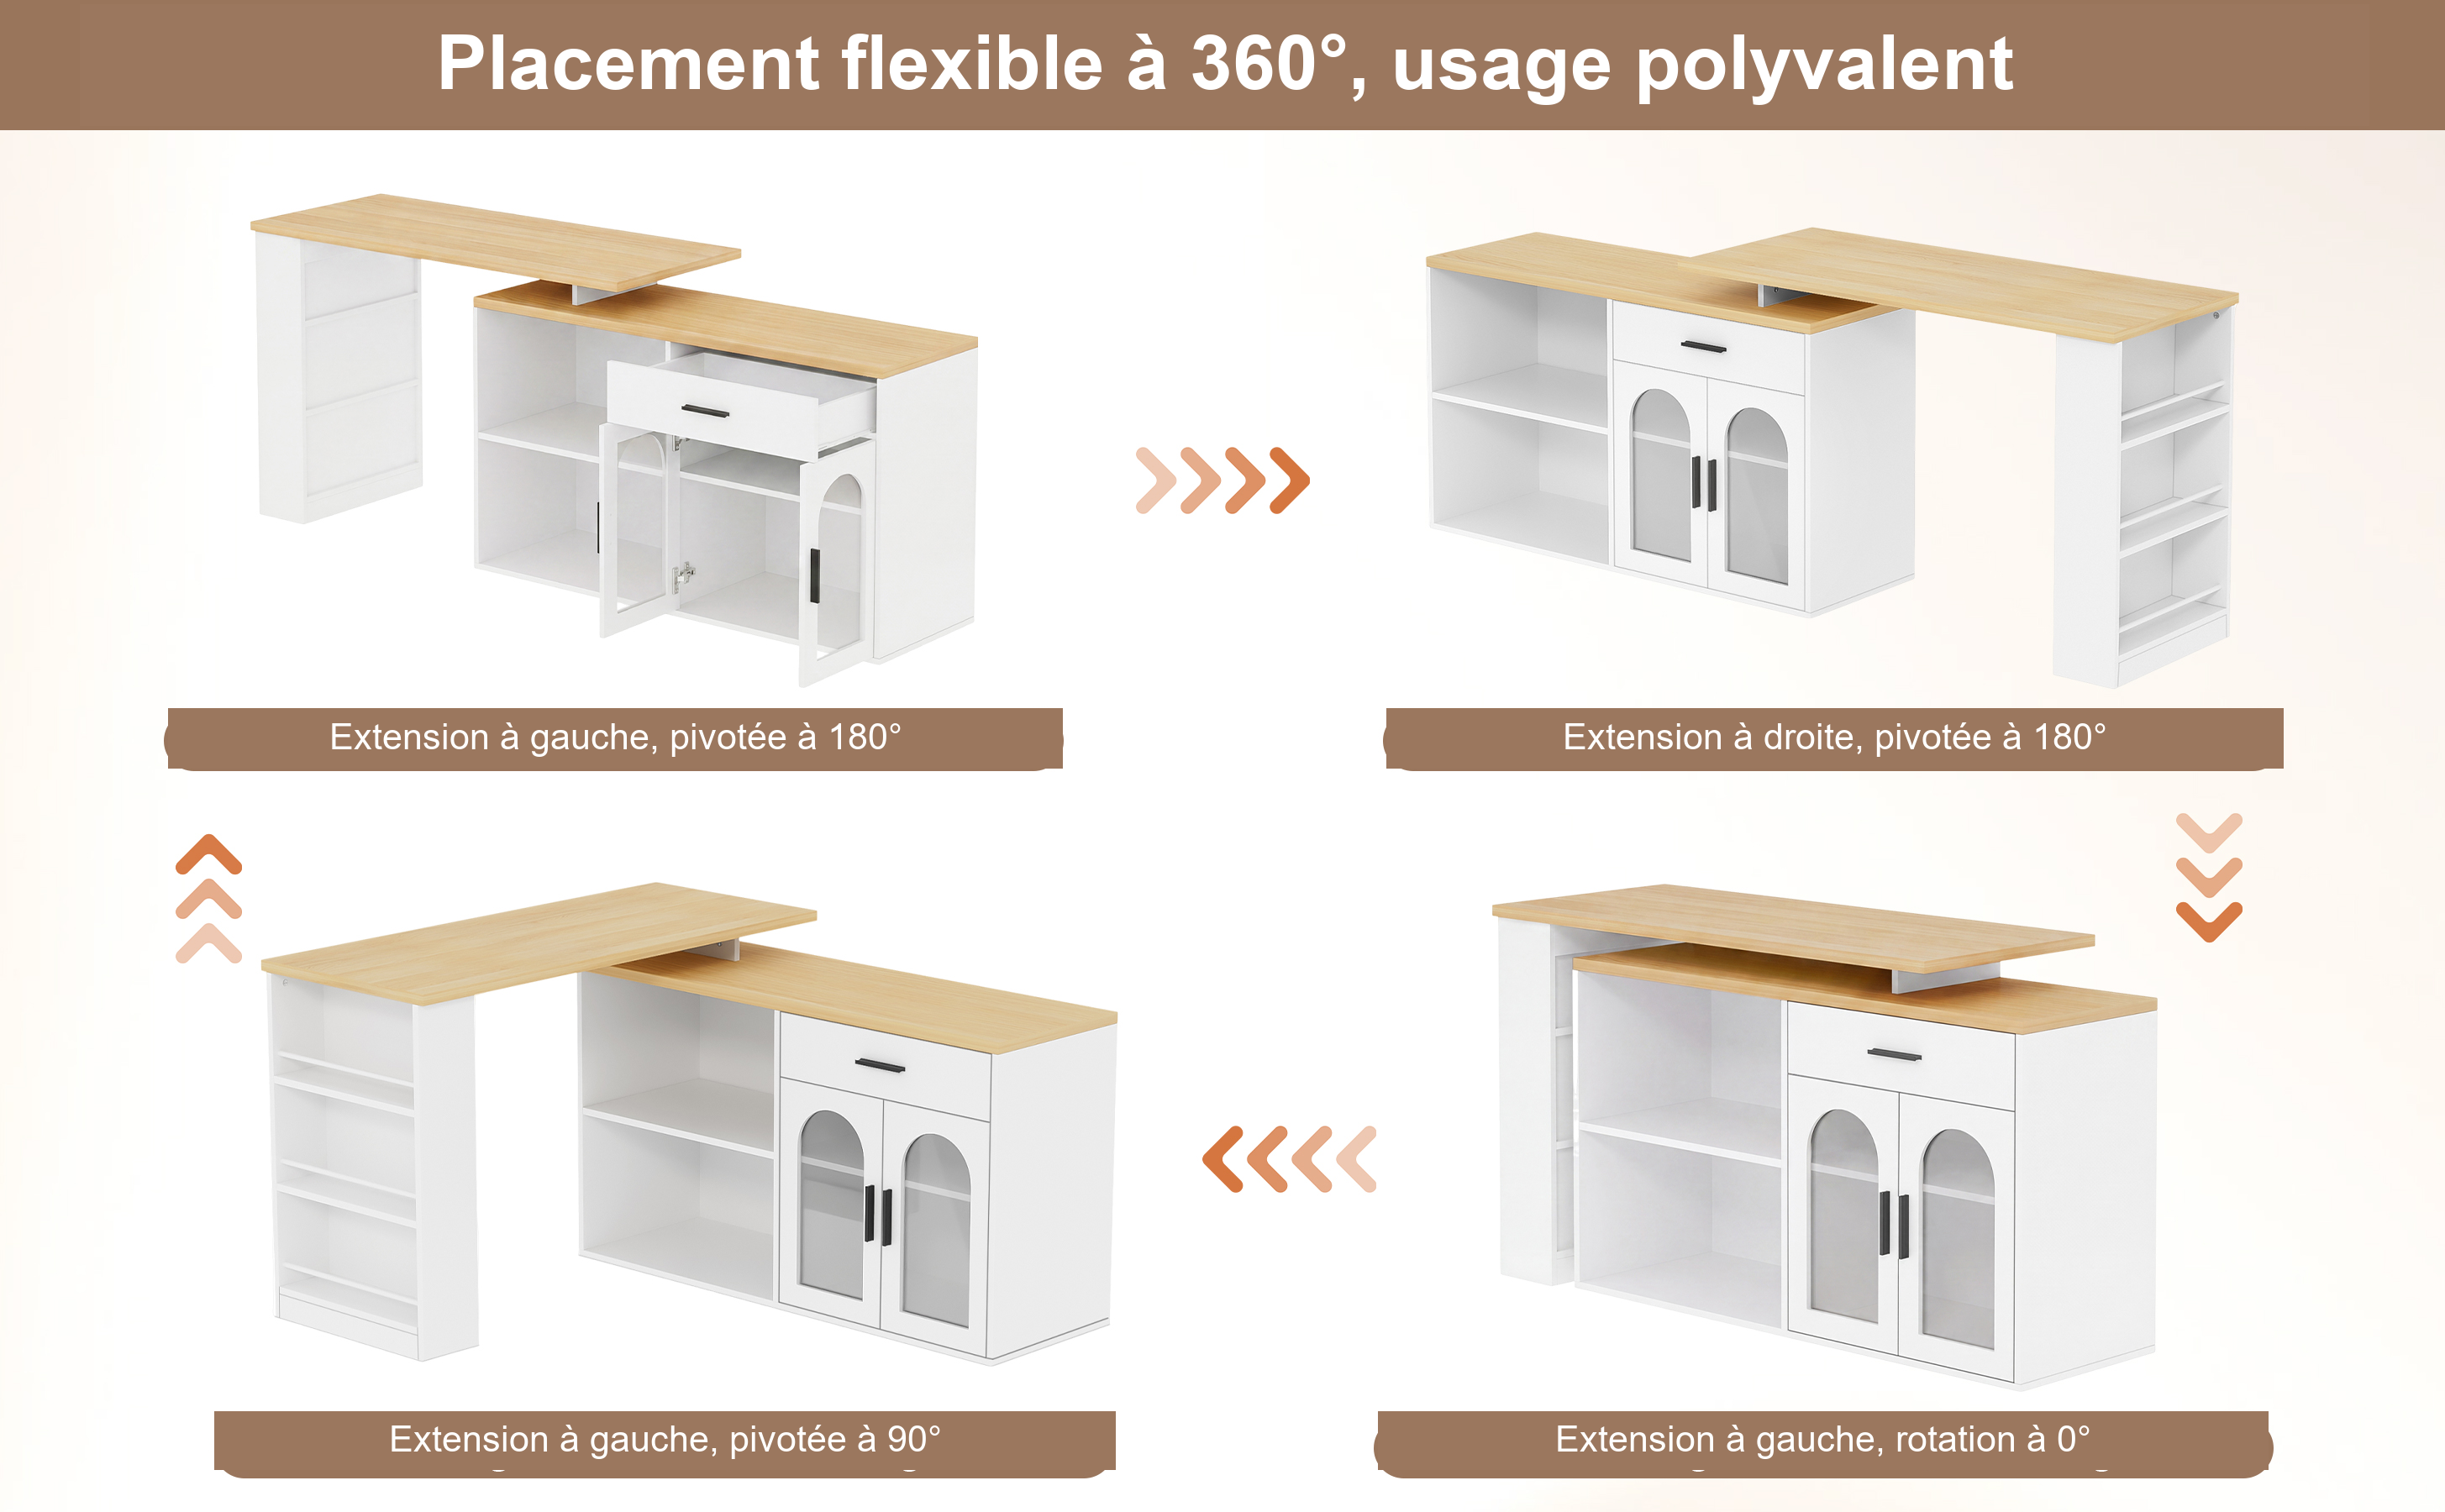 Placement flexible à 360°, usage polyvalent
Extension à gauche, pivotée à 180°
Extension à droite, pivotée à 180°
Extension à gauche, pivotée à 90°
Extension à gauche, rotation à 0°